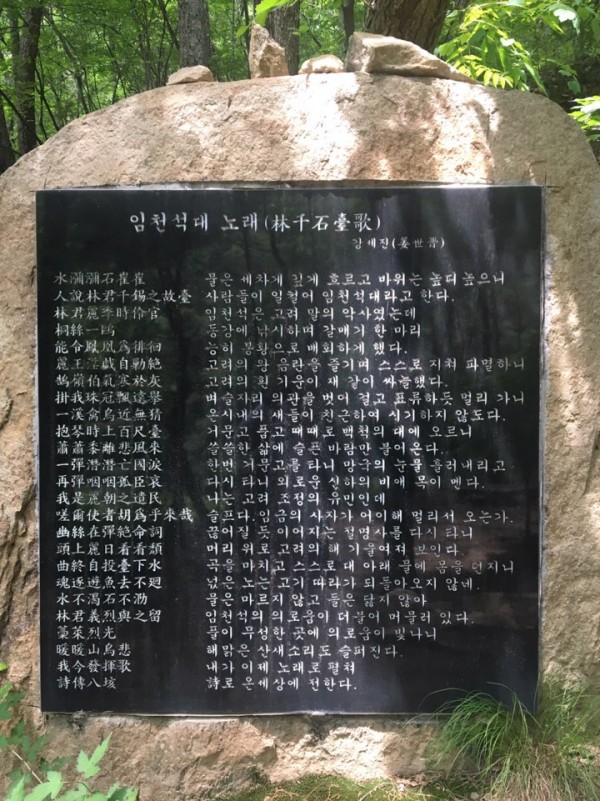 임천석대 노래(林千石臺歌)
강세진(姜世晋)
水瀰瀰石崔崔 물은 세차게 깊게 흐르고 바위는 높디 높으니
人說林君千錫之故臺 사람들이 일컬어 임천석대라고 한다.
林君麗季時伶官 임천석은 고려 말의 악사였는데
桐絲一鷗 동강에 낚시하며 갈매기 한 마리
能令鳳凰爲徘徊 능히 봉황으로 배회하게 했다.
麗王淫戱自勦絶 고려의 왕 음란을 즐기며 스스로 지쳐 파멸하니
鵠嶺伯氣寒於灰 고려의 흰 기운이 재 같이 싸늘했다.
掛我珠冠飄遠擧 벼슬자리의 관을 벗어 걸고 표류하듯 멀리 가니
一漢禽鳥近無猜 온시내의 새들이 친근하여 시기하지 않도다.
抱琴時上百尺臺 거문고 품고 때때로 백척의 대에 오르니
蕭蕭黍離悲風來 쓸쓸한 삶에 슬픈 바람만 불어온다.
一彈潸潸亡國淚 한번 거문고를 타니 망국의 눈물 흘러내리고
再彈咽咽孤臣哀 다시 타니 외로운 신하의 비애 목이 멘다.
我是麗朝之遺民 나는 고려 조정의 유민인데
嗟爾使者胡爲乎來哉 슬프다. 임금의 사자가 어이해 멀리서 오는가.
幽絲在彈絶命詞 끊어질 듯 이어지는 절명사를 다시 타니
頭上麗日看看頹 머리 위로 고려의 해 기울여져 보인다.
曲終自投臺下水 곡을 마치고 스스로 대 아래 물에 몸을 던지니
魂逐遊魚去不廻 넋은 노는 고기 따라가 되돌아오지 않네.
水不渴石不泐 물은 마르지 않고 돌은 닳지 않아
林君義烈與之留 임천석의 의로움이 더불어 머물러 있다.
藁萊烈光 풀이 무성한 곳에 의로움이 빛나니
曖曖山鳥悲 해맑은 산새소리도 슬퍼진다.
我今發揮歌 내가 이제 노래로 펼쳐
詩傳八垓 詩로 온세상에 전한다.